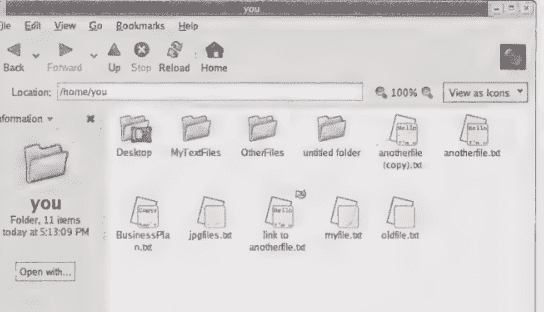 you
File Edit View Go Bookmarks Help
Back Forward Up Stop Reload Home
Location: /home/you 100% View as Icons
Information
Desktop MyTextFiles OtherFiles untitled folder anotherfile (copy).txt anotherfile.txt
you
Folder, 11 items
today at 5:13:09 PM
Open with...
BusinessPla
n.txt jpgfiles.txt link to
anotherfile.txt myfile.txt oldfile.txt